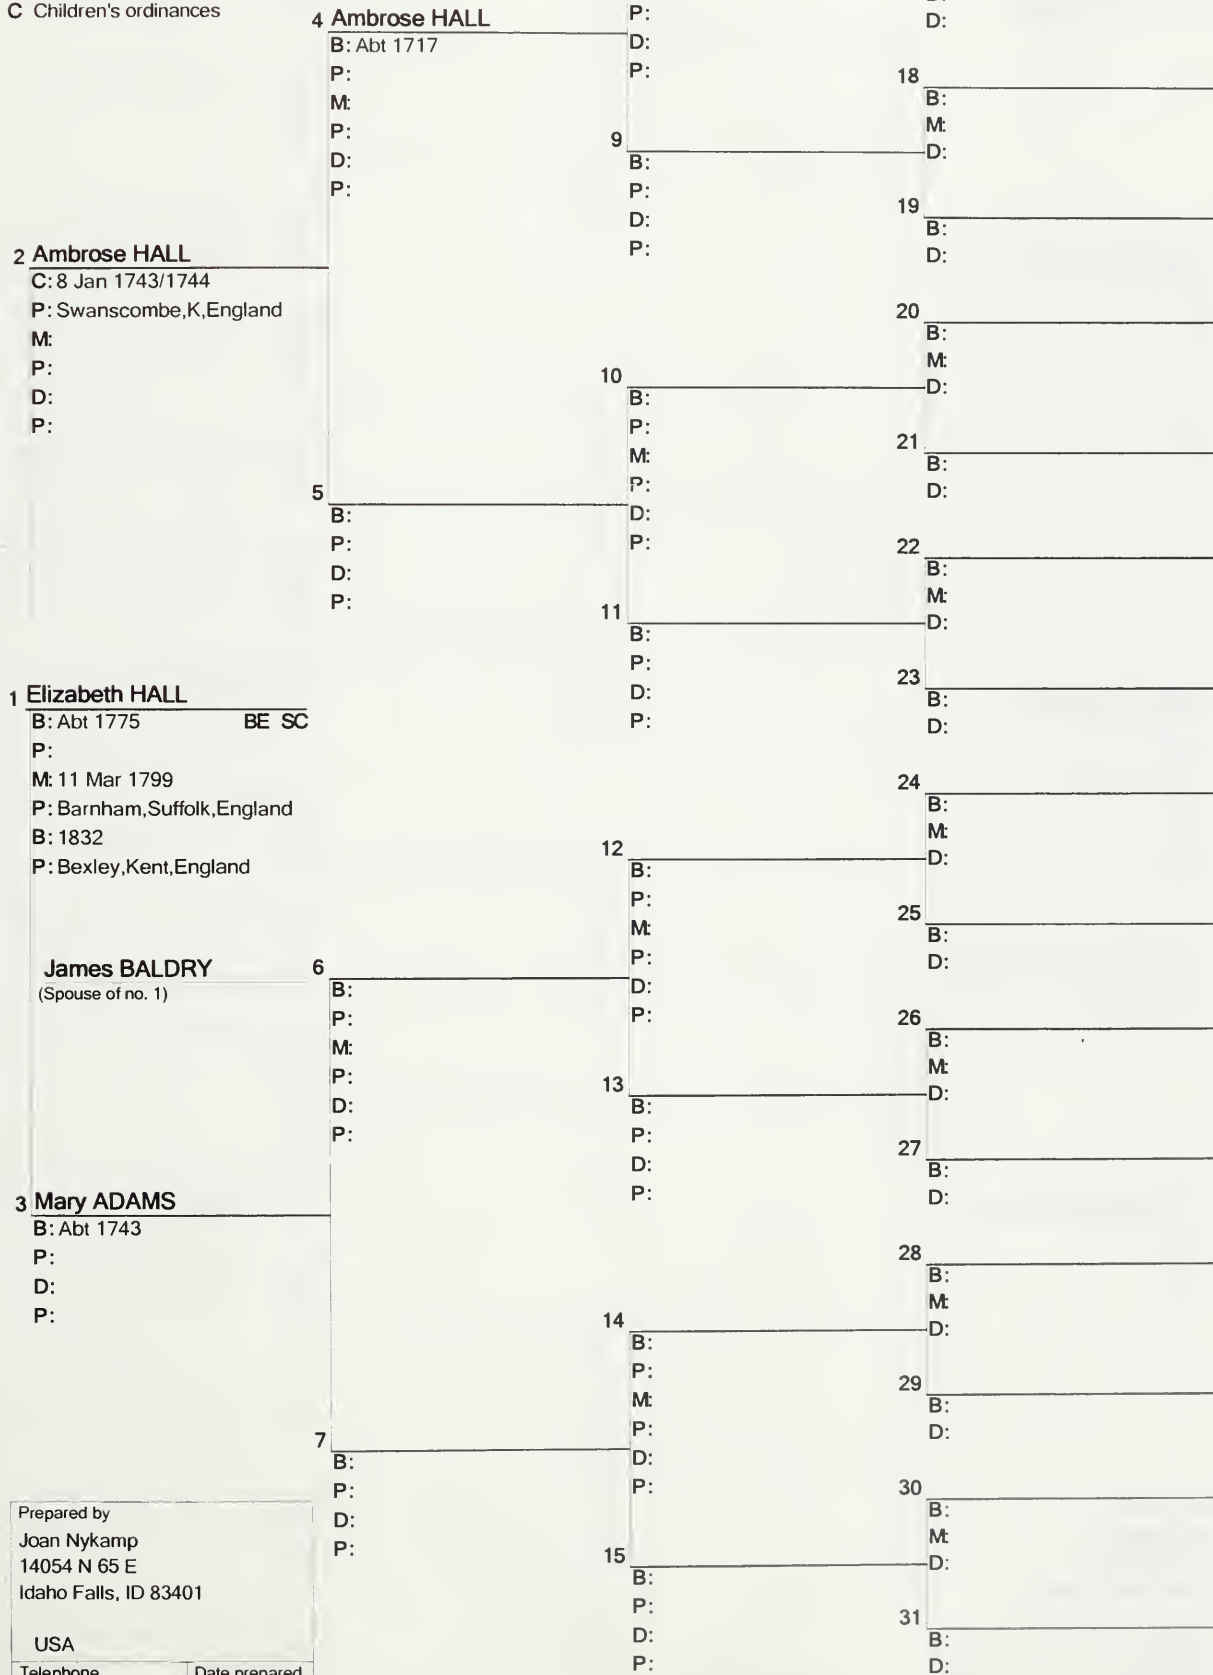 C Children's ordinances
4 Ambrose HALL
B: Abt 1717
P:
M:
P:
D:
P:
2 Ambrose HALL
C: 8 Jan 1743/1744
P: Swanscombe,K,England
M:
P:
D:
P:
5
B:
P:
D:
P:
1 Elizabeth HALL
B: Abt 1775 BE SC
P:
M: 11 Mar 1799
P: Barnham,Suffolk,England
B: 1832
P: Bexley,Kent,England
James BALDRY
(Spouse of no. 1)
6
B:
P:
M:
P:
D:
P:
3 Mary ADAMS
B: Abt 1743
P:
D:
P:
7
B:
P:
D:
P:
Prepared by
Joan Nykamp
14054 N 65 E
Idaho Falls, ID 83401
USA
Telephone Date prepared
P:
D:
P:
9
B:
P:
D:
P:
10
B:
P:
M:
P:
D:
P:
11
B:
P:
D:
P:
12
B:
P:
M:
P:
D:
P:
13
B:
P:
D:
P:
14
B:
P:
M:
P:
D:
P:
15
B:
P:
D:
P:
D:
18
B:
M:
D:
19
B:
D:
20
B:
M:
D:
21
B:
D:
22
B:
M:
D:
23
B:
D:
24
B:
M:
D:
25
B:
D:
26
B:
M:
D:
27
B:
D:
28
B:
M:
D:
29
B:
D:
30
B:
M:
D:
31
B:
D: